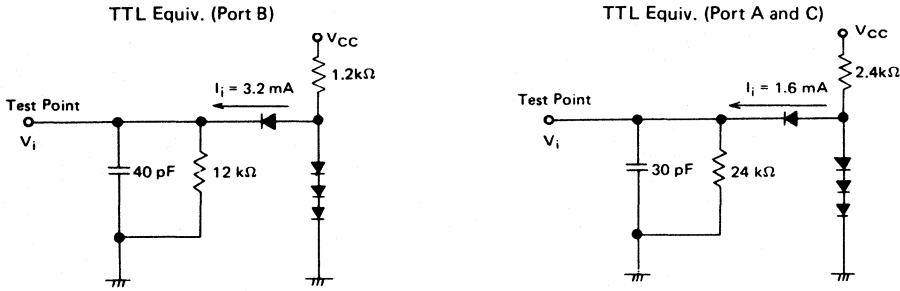 TTL Equiv. (Port B)
VCC
1.2kΩ
Ii = 3.2 mA
Test Point
Vi
40 pF
12 kΩ
TTL Equiv. (Port A and C)
VCC
2.4kΩ
Ii = 1.6 mA
Test Point
Vi
30 pF
24 kΩ